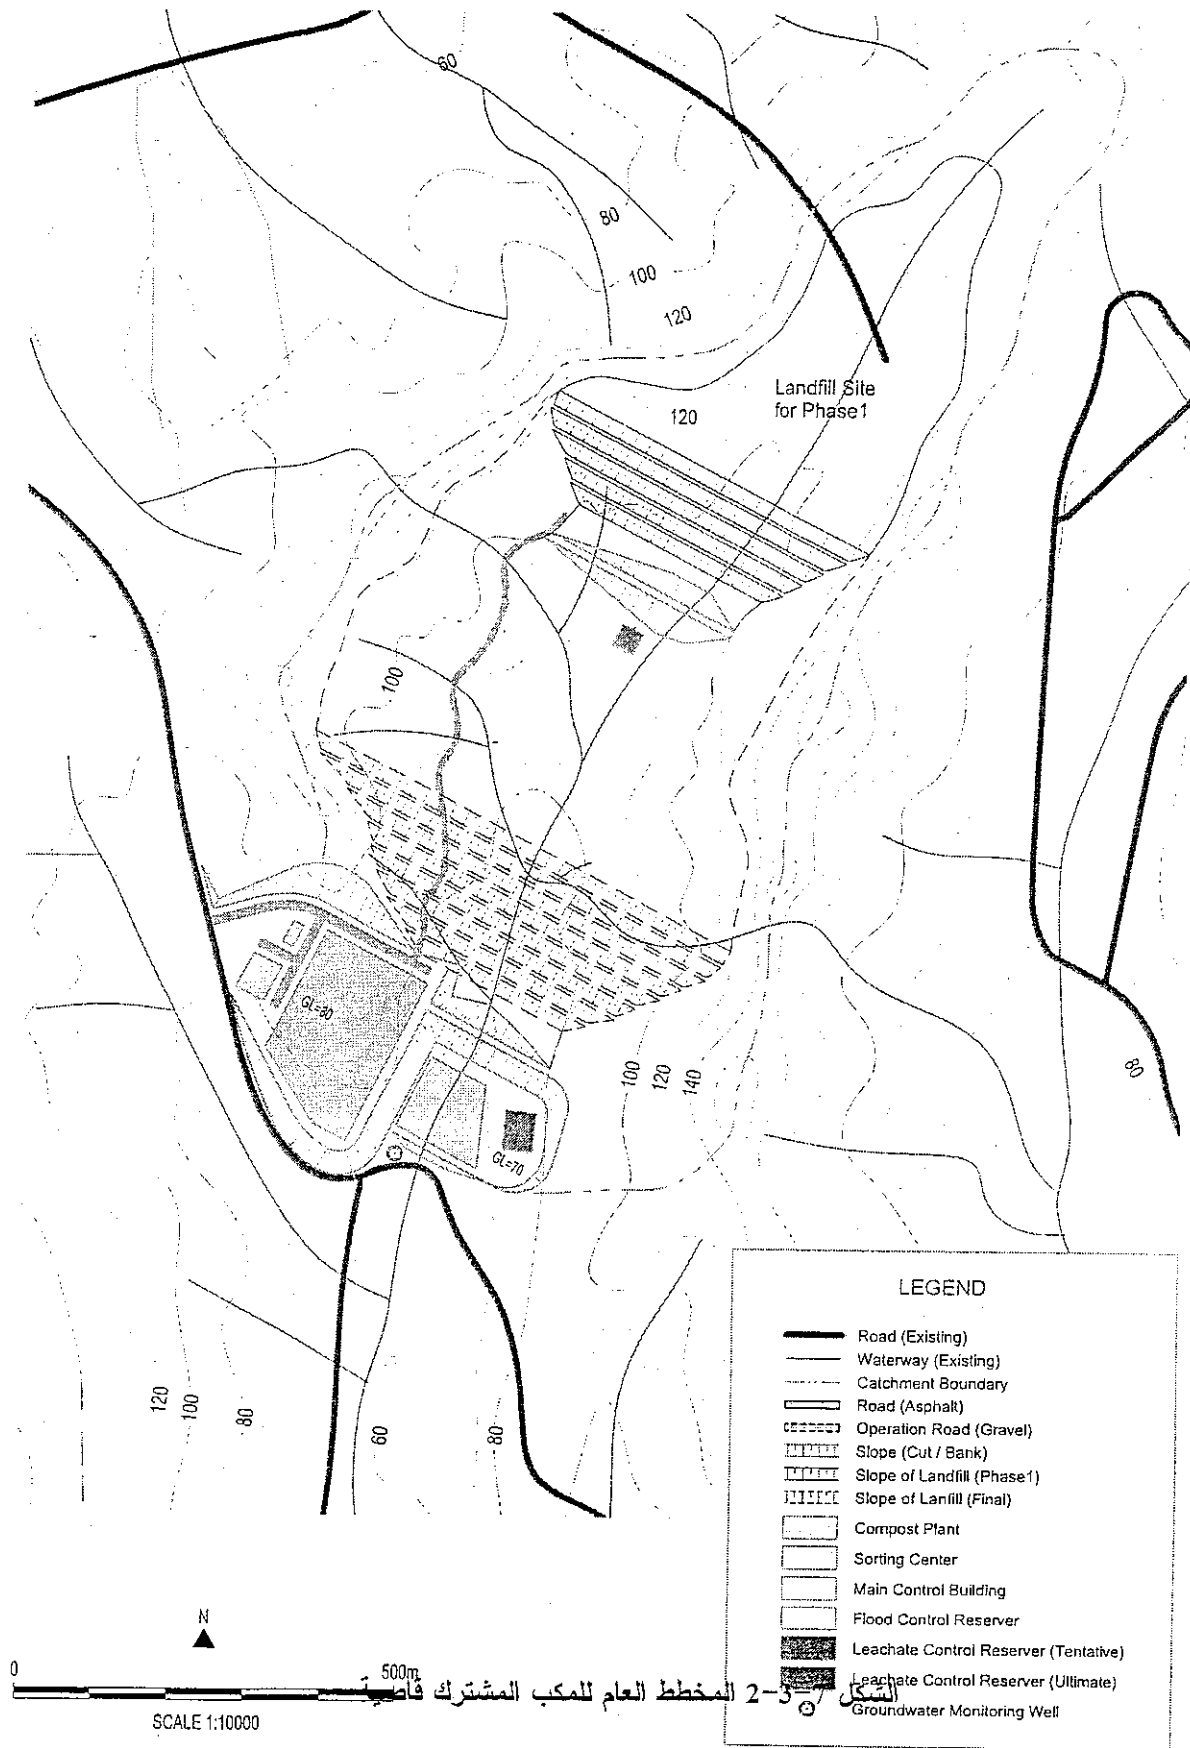 60
80
100
120
Landfill Site
for Phase1
120
100
GL=80
100
120
140
80
GL=70
120
100
80
60
80
LEGEND
Road (Existing)
Waterway (Existing)
Catchment Boundary
Road (Asphalt)
Operation Road (Gravel)
Slope (Cut / Bank)
Slope of Landfill (Phase1)
Slope of Lanfill (Final)
Compost Plant
Sorting Center
Main Control Building
Flood Control Reserver
Leachate Control Reserver (Tentative)
Leachate Control Reserver (Ultimate)
Groundwater Monitoring Well
N
0 500m
SCALE 1:10000
الشكل 7-3-2 المخطط العام للمكب المشترك قاصية